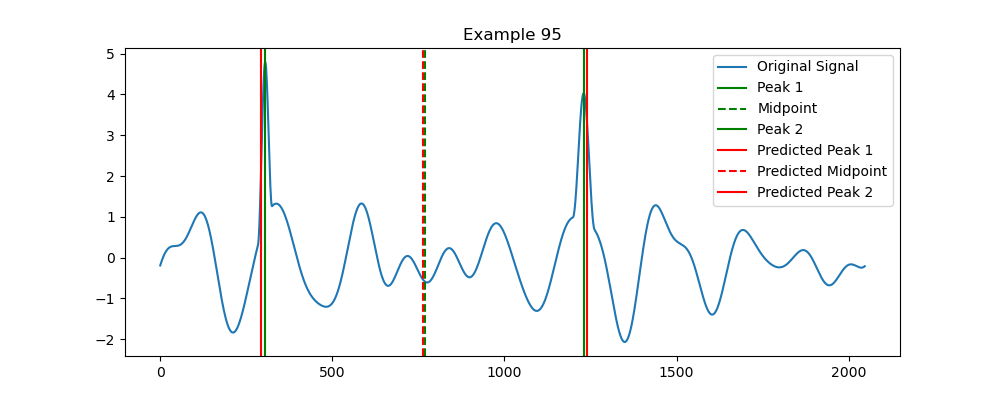 Example 95
5
4
3
2
1
0
−1
−2
0
500
1000
1500
2000
Original Signal
Peak 1
Midpoint
Peak 2
Predicted Peak 1
Predicted Midpoint
Predicted Peak 2